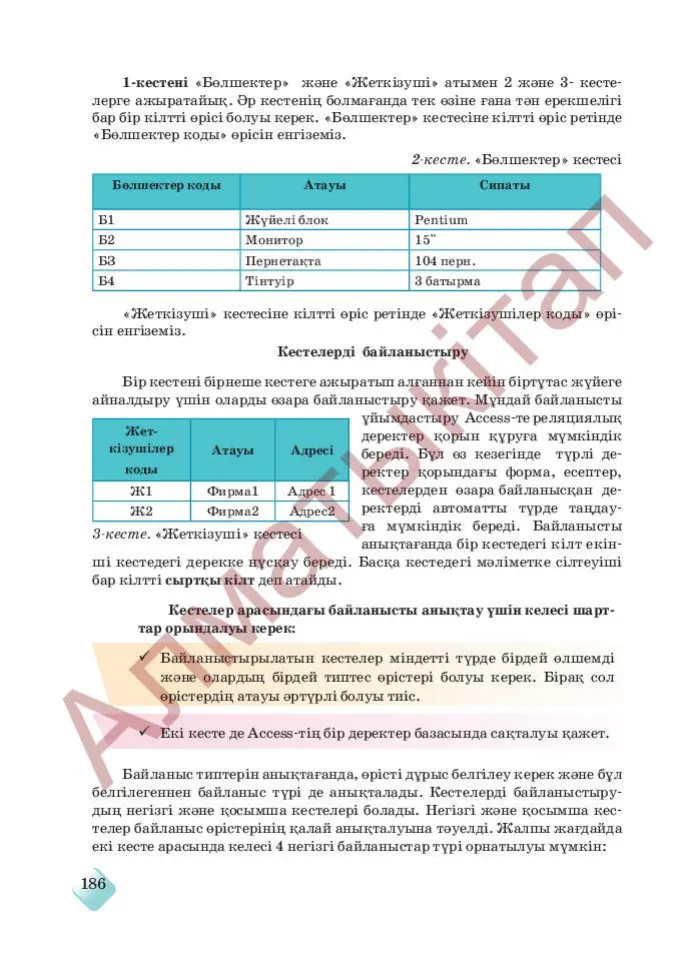 1-кестені «Бөлшектер» және «Жеткізуші» атымен 2 және 3- кесте-
лерге ажыратайық. Әр кестенің болмағанда тек өзіне ғана тән ерекшелігі
бар бір кілтті өрісі болуы керек. «Бөлшектер» кестесіне кілтті өріс ретінде
«Бөлшектер коды» өрісін енгіземіз.
2-кесте. «Бөлшектер» кестесі
Бөлшектер коды Атауы Сипаты
Б1 Жүйелі блок Pentium
Б2 Монитор 15”
Б3 Пернетақта 104 перн.
Б4 Тінтуір 3 батырма
«Жеткізуші» кестесіне кілтті өріс ретінде «Жеткізушілер коды» өрі-
сін енгіземіз.
Кестелерді байланыстыру
Бір кестені бірнеше кестеге ажыратып алғаннан кейін біртұтас жүйеге
айналдыру үшін оларды өзара байланыстыру қажет. Мұндай байланысты
ұйымдастыру Access-те реляциялық
деректер қорын құруға мүмкіндік
береді. Бұл өз кезегінде түрлі де-
ректер қорындағы форма, есептер,
кестелерден өзара байланысқан де-
ректерді автоматты түрде таңдау-
ға мүмкіндік береді. Байланысты
анықтағанда бір кестедегі кілт екін-
Жет-
кізушілер
коды Атауы Адресі
Ж1 Фирма1 Адрес 1
Ж2 Фирма2 Адрес2
3-кесте. «Жеткізуші» кестесі
ші кестедегі дерекке нұсқау береді. Басқа кестедегі мәліметке сілтеуіші
бар кілтті сыртқы кілт деп атайды.
Кестелер арасындағы байланысты анықтау үшін келесі шарт-
тар орындалуы керек:
✓ Байланыстырылатын кестелер міндетті түрде бірдей өлшемді
және олардың бірдей типтес өрістері болуы керек. Бірақ сол
өрістердің атауы әртүрлі болуы тиіс.
✓ Екі кесте де Access-тің бір деректер базасында сақталуы қажет.
Байланыс типтерін анықтағанда, өрісті дұрыс белгілеу керек және бұл
белгілегеннен байланыс түрі де анықталады. Кестелерді байланыстыру-
дың негізгі және қосымша кестелері болады. Негізгі және қосымша кес-
телер байланыс өрістерінің қалай анықталуына тәуелді. Жалпы жағдайда
екі кесте арасында келесі 4 негізгі байланыстар түрі орнатылуы мүмкін:
186
Алматыкітап